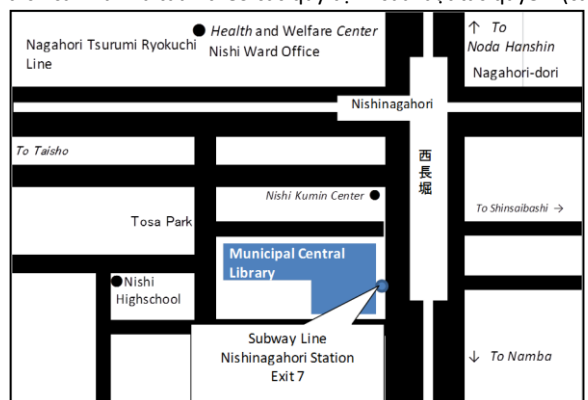 Health and Welfare Center
Nishi Ward Office
Nagahori Tsurumi Ryokuchi
Line
↑ To
Noda Hanshin
Nagahori-dori
Nishinagahori
To Taisho
西長堀
Nishi Kumin Center
To Shinsaibashi →
Tosa Park
Municipal Central
Library
Nishi
Highschool
Subway Line
Nishinagahori Station
Exit 7
↓ To Namba